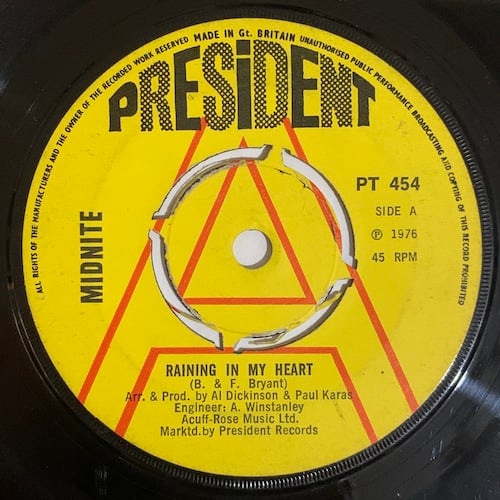 ALL RIGHTS OF THE MANUFACTURERS AND THE OWNER OF THE RECORDED WORK RESERVED MADE IN Gt. BRITAIN UNAUTHORISED PUBLIC PERFORMANCE BROADCASTING AND COPYING OF THIS RECORD PROHIBITED
PRESiDENT
A
MIDNITE
PT 454
SIDE A
Ⓟ 1976
45 RPM
RAINING IN MY HEART
(B. & F. Bryant)
Arr. & Prod. by Al Dickinson & Paul Karas
Engineer: A. Winstanley
Acuff-Rose Music Ltd.
Marktd.by President Records